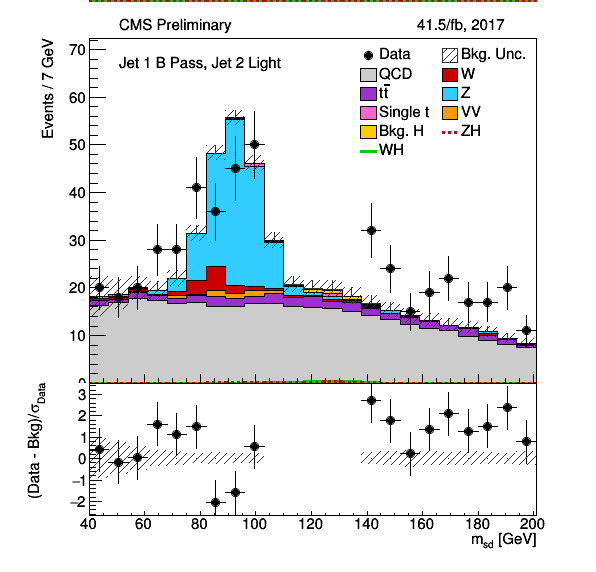 CMS Preliminary 41.5/fb, 2017
Events / 7 GeV
Jet 1 B Pass, Jet 2 Light
Data Bkg. Unc.
QCD W
tt̄ Z
Single t VV
Bkg. H ZH
WH
70
60
50
40
30
20
10
0
(Data - Bkg)/σData
3
2
1
0
−1
−2
40 60 80 100 120 140 160 180 200
msd [GeV]